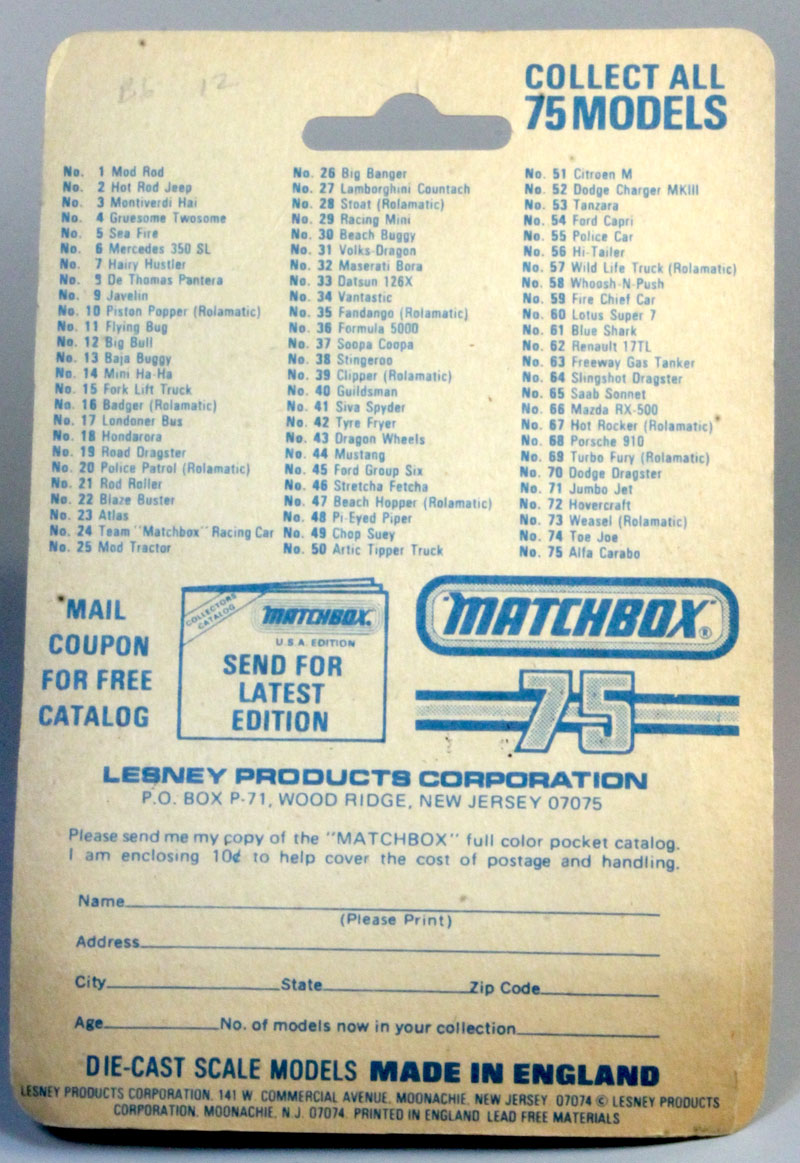 B6 12
COLLECT ALL
75 MODELS
No. 1 Mod Rod
No. 2 Hot Rod Jeep
No. 3 Montiverdi Hai
No. 4 Gruesome Twosome
No. 5 Sea Fire
No. 6 Mercedes 350 SL
No. 7 Hairy Hustler
No. 9 De Thomas Pantera
No. 9 Javelin
No. 10 Piston Popper (Rolamatic)
No. 11 Flying Bug
No. 12 Big Bull
No. 13 Baja Buggy
No. 14 Mini Ha-Ha
No. 15 Fork Lift Truck
No. 16 Badger (Rolamatic)
No. 17 Londoner Bus
No. 18 Hondarora
No. 19 Road Dragster
No. 20 Police Patrol (Rolamatic)
No. 21 Rod Roller
No. 22 Blaze Buster
No. 23 Atlas
No. 24 Team "Matchbox" Racing Car
No. 25 Mod Tractor
No. 26 Big Banger
No. 27 Lamborghini Countach
No. 28 Stoat (Rolamatic)
No. 29 Racing Mini
No. 30 Beach Buggy
No. 31 Volks-Dragon
No. 32 Maserati Bora
No. 33 Datsun 126X
No. 34 Vantastic
No. 35 Fandango (Rolamatic)
No. 36 Formula 5000
No. 37 Soopa Coopa
No. 38 Stingeroo
No. 39 Clipper (Rolamatic)
No. 40 Guildsman
No. 41 Siva Spyder
No. 42 Tyre Fryer
No. 43 Dragon Wheels
No. 44 Mustang
No. 45 Ford Group Six
No. 46 Stretcha Fetcha
No. 47 Beach Hopper (Rolamatic)
No. 48 Pi-Eyed Piper
No. 49 Chop Suey
No. 50 Artic Tipper Truck
No. 51 Citroen M
No. 52 Dodge Charger MKIII
No. 53 Tanzara
No. 54 Ford Capri
No. 55 Police Car
No. 56 Hi-Tailer
No. 57 Wild Life Truck (Rolamatic)
No. 58 Whoosh-N-Push
No. 59 Fire Chief Car
No. 60 Lotus Super 7
No. 61 Blue Shark
No. 62 Renault 17TL
No. 63 Freeway Gas Tanker
No. 64 Slingshot Dragster
No. 65 Saab Sonnet
No. 66 Mazda RX-500
No. 67 Hot Rocker (Rolamatic)
No. 68 Porsche 910
No. 69 Turbo Fury (Rolamatic)
No. 70 Dodge Dragster
No. 71 Jumbo Jet
No. 72 Hovercraft
No. 73 Weasel (Rolamatic)
No. 74 Toe Joe
No. 75 Alfa Carabo
MAIL
COUPON
FOR FREE
CATALOG
COLLECTORS
CATALOG
"MATCHBOX"
U.S.A. EDITION
SEND FOR
LATEST
EDITION
"MATCHBOX"®
75
LESNEY PRODUCTS CORPORATION
P.O. BOX P-71, WOOD RIDGE, NEW JERSEY 07075
Please send me my copy of the "MATCHBOX" full color pocket catalog.
I am enclosing 10¢ to help cover the cost of postage and handling.
Name
(Please Print)
Address
City State Zip Code
Age No. of models now in your collection
DIE-CAST SCALE MODELS MADE IN ENGLAND
LESNEY PRODUCTS CORPORATION, 141 W. COMMERCIAL AVENUE, MOONACHIE, NEW JERSEY 07074 © LESNEY PRODUCTS
CORPORATION, MOONACHIE, N.J. 07074. PRINTED IN ENGLAND LEAD FREE MATERIALS